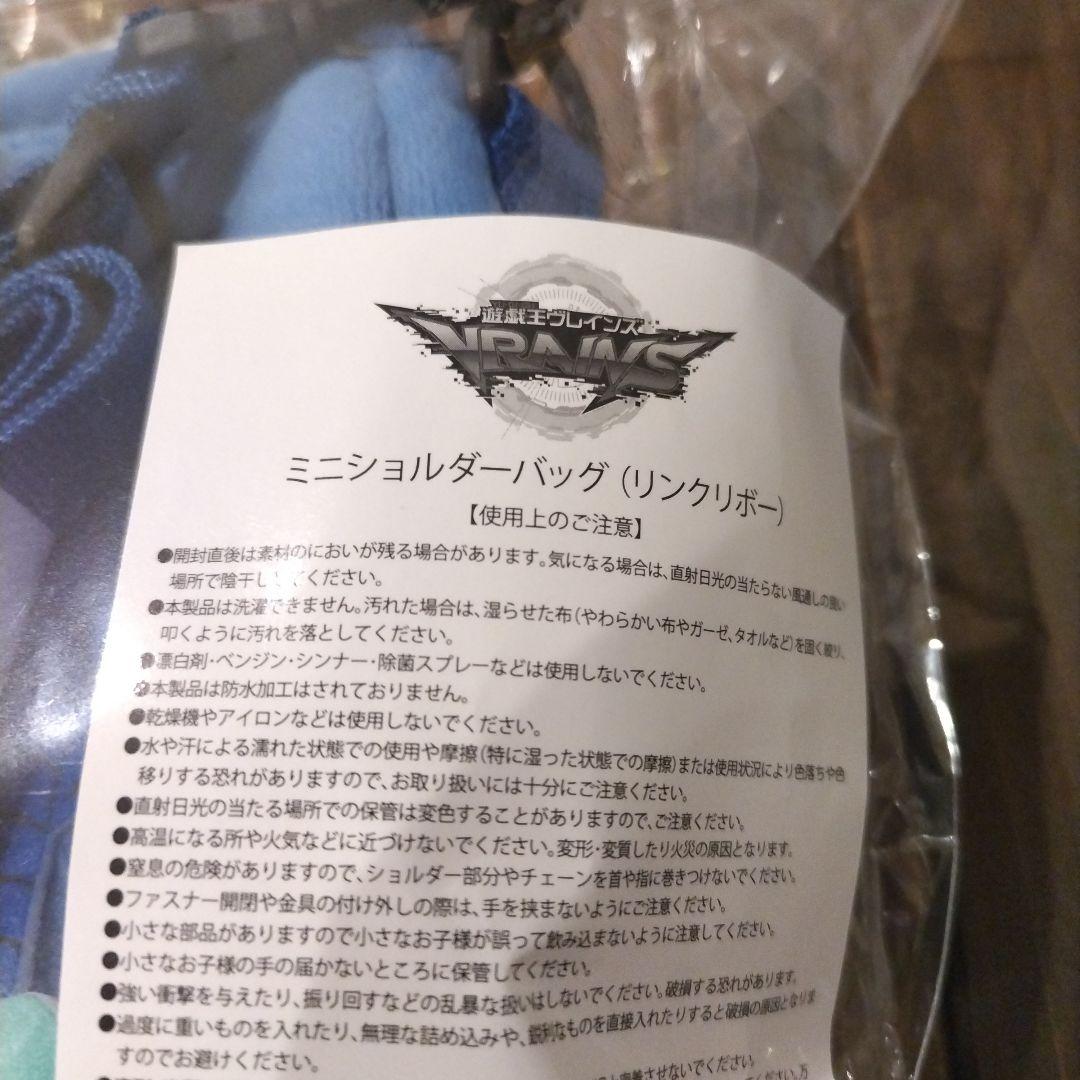 遊戯王ヴレインズ
VRAINS
ミニショルダーバッグ（リンクリボー）
【使用上のご注意】
●開封直後は素材のにおいが残る場合があります。気になる場合は、直射日光の当たらない風通しの良い
場所で陰干ししてください。
●本製品は洗濯できません。汚れた場合は、湿らせた布（やわらかい布やガーゼ、タオルなど）を固く絞り、
叩くように汚れを落としてください。
●漂白剤・ベンジン・シンナー・除菌スプレーなどは使用しないでください。
●本製品は防水加工はされておりません。
●乾燥機やアイロンなどは使用しないでください。
●水や汗による濡れた状態での使用や摩擦（特に湿った状態での摩擦）または使用状況により色落ちや色
移りする恐れがありますので、お取り扱いには十分にご注意ください。
●直射日光の当たる場所での保管は変色することがありますので、ご注意ください。
●高温になる所や火気などに近づけないでください。変形・変質したり火災の原因となります。
●窒息の危険がありますので、ショルダー部分やチェーンを首や指に巻きつけないでください。
●ファスナー開閉や金具の付け外しの際は、手を挟まないようにご注意ください。
●小さな部品がありますので小さなお子様が誤って飲み込まないように注意してください。
●小さなお子様の手の届かないところに保管してください。
●強い衝撃を与えたり、振り回すなどの乱暴な扱いはしないでください。破損する恐れがあります。
●過度に重いものを入れたり、無理な詰め込みや、鋭利なものを直接入れたりすると破損の原因となりま
すのでお避けください。
させないでください。
ください。万